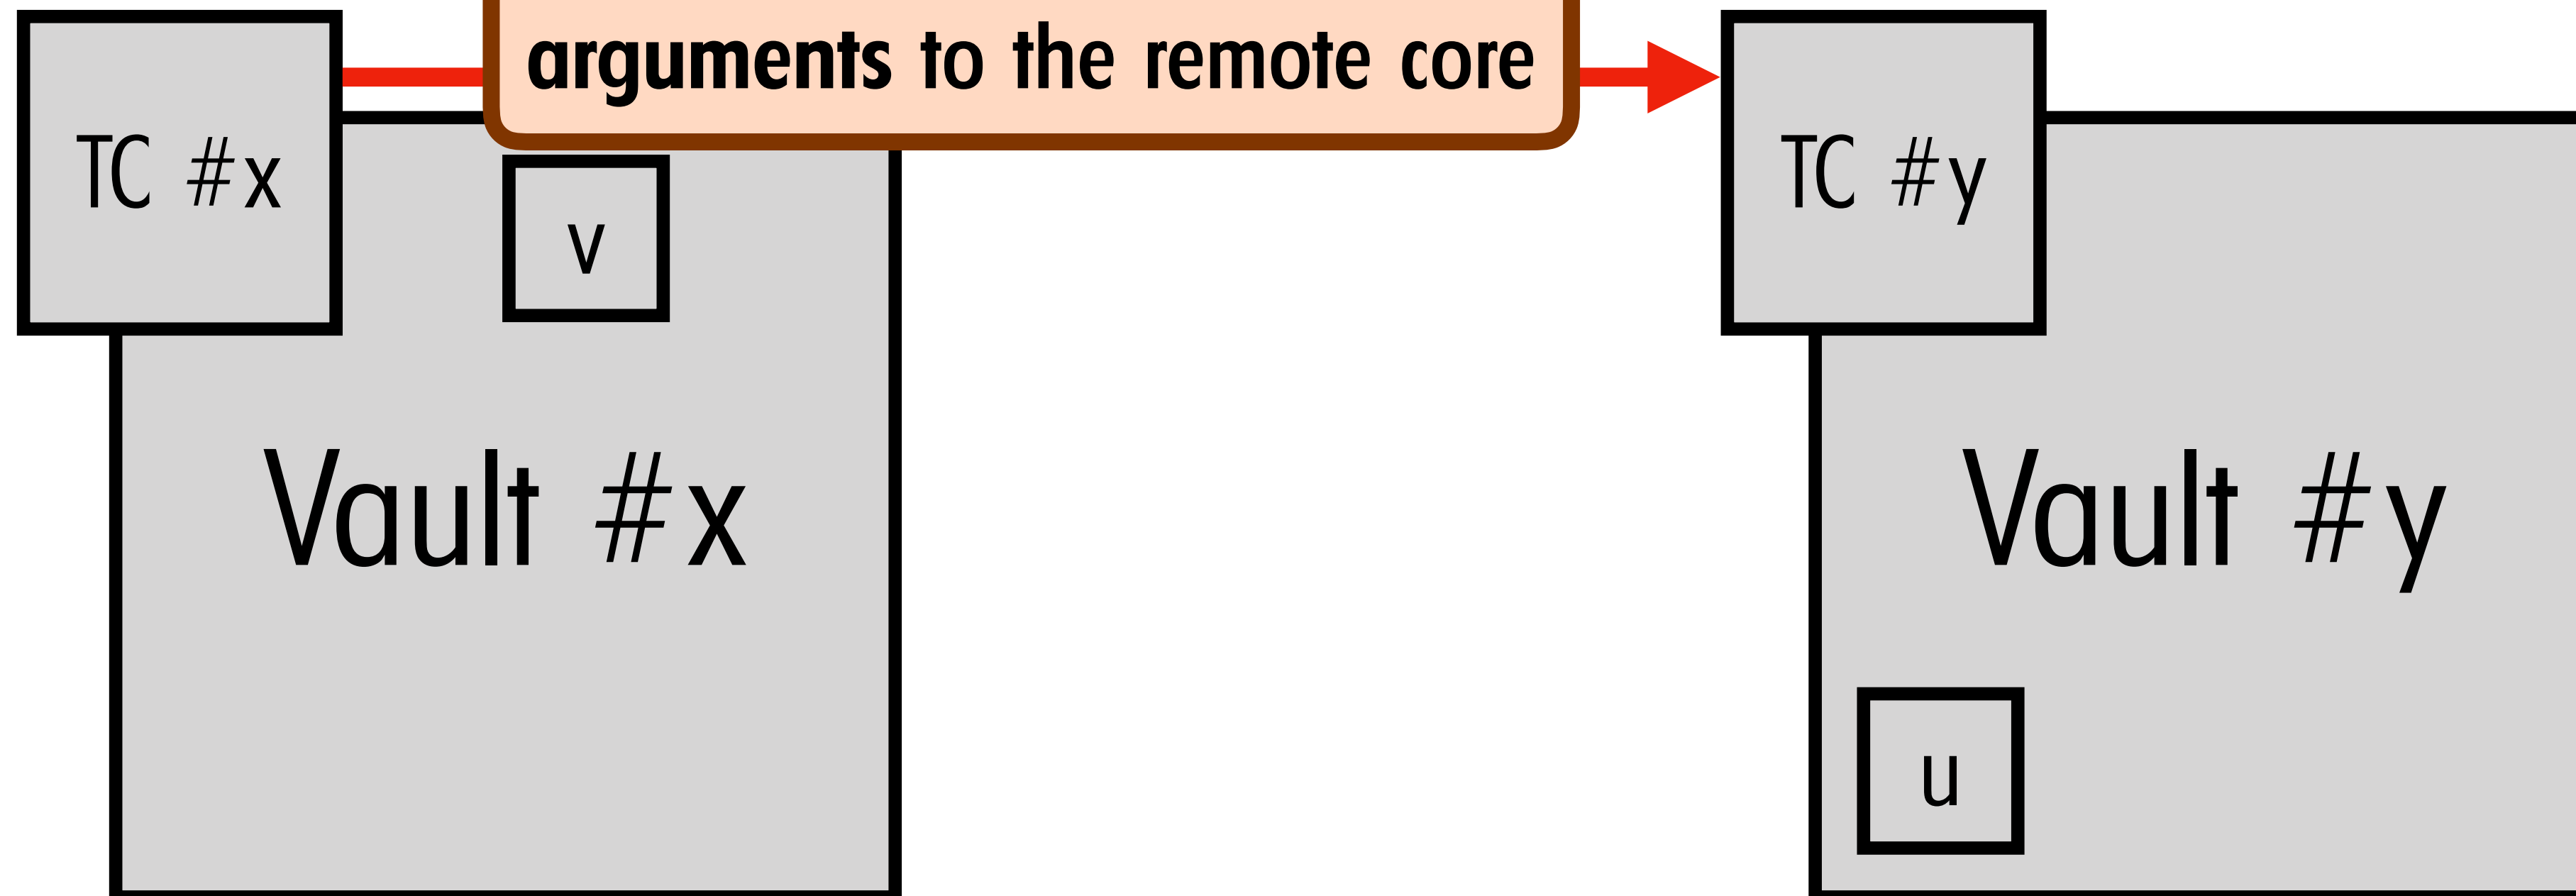 arguments to the remote core
TC #x
TC #y
v
Vault #x
Vault #y
u